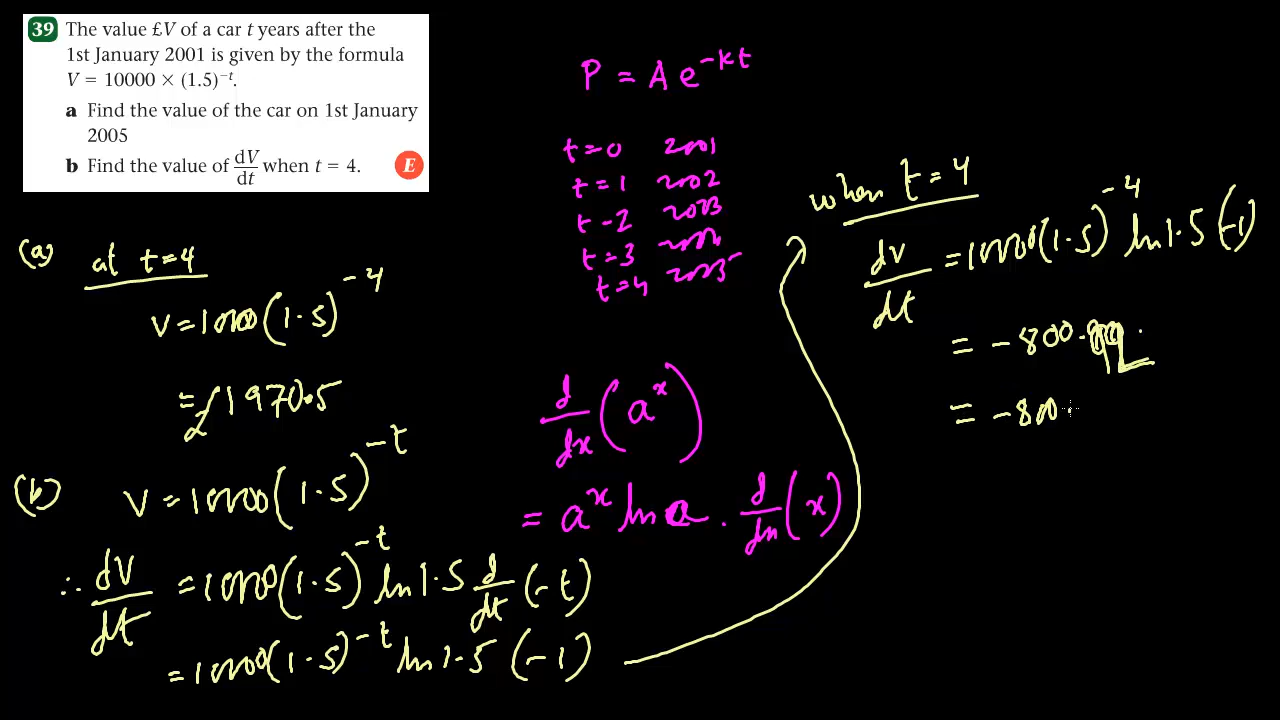 39 The value £V of a car t years after the
1st January 2001 is given by the formula
V = 10000 × (1.5)⁻ᵗ.
a Find the value of the car on 1st January
2005
b Find the value of dV/dt when t = 4. E
P = A e^(-kt)
t=0 2001
t=1 2002
t-2 2003
t=3
t=4 2005
(a) at t=4
V=10000(1.5)^-4
=£1970.5
(b) V=10000(1.5)^-t
∴ dV/dt =10000(1.5)^-t ln1.5 d/dt(-t)
=10000(1.5)^-t ln1.5 (-1)
d/dx(a^x)
= a^x ln a . d/dx(x)
when t=4
dv/dt =10000(1.5)^-4 ln1.5 (-1)
= -800.992
= -800.